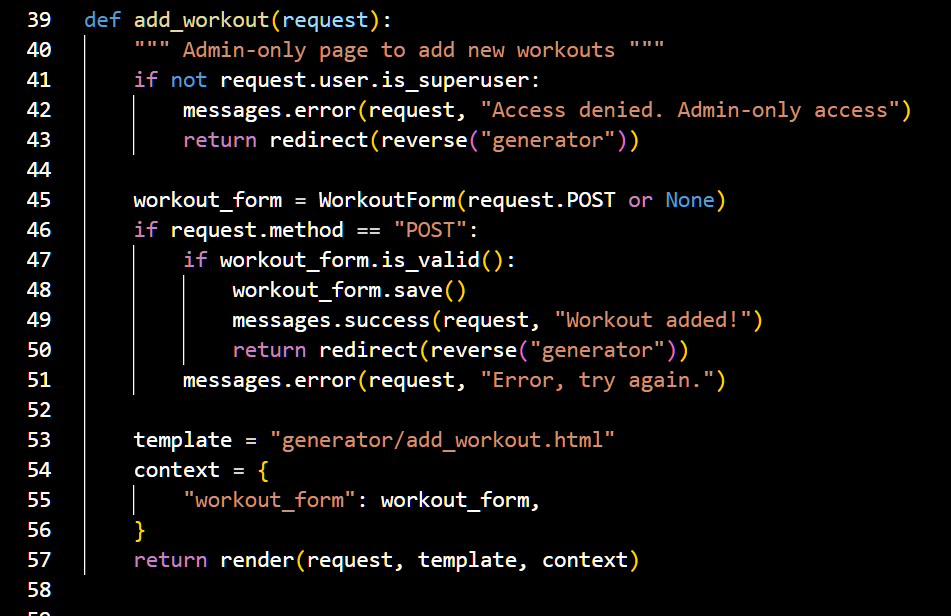 39 def add_workout(request):
40     """ Admin-only page to add new workouts """
41     if not request.user.is_superuser:
42         messages.error(request, "Access denied. Admin-only access")
43         return redirect(reverse("generator"))
44
45     workout_form = WorkoutForm(request.POST or None)
46     if request.method == "POST":
47         if workout_form.is_valid():
48             workout_form.save()
49             messages.success(request, "Workout added!")
50             return redirect(reverse("generator"))
51         messages.error(request, "Error, try again.")
52
53     template = "generator/add_workout.html"
54     context = {
55         "workout_form": workout_form,
56     }
57     return render(request, template, context)
58